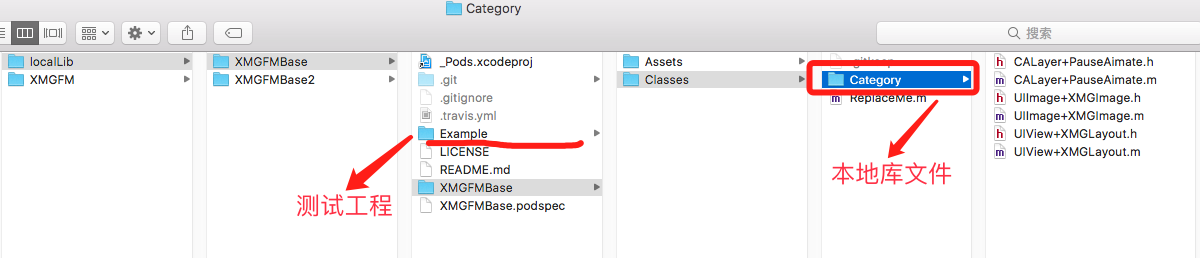 Category
搜索
localLib
XMGFM
XMGFMBase
XMGFMBase2
_Pods.xcodeproj
.git
.gitignore
.travis.yml
Example
LICENSE
README.md
XMGFMBase
XMGFMBase.podspec
Assets
Classes
.gitkeep
Category
ReplaceMe.m
CALayer+PauseAimate.h
CALayer+PauseAimate.m
UIImage+XMGImage.h
UIImage+XMGImage.m
UIView+XMGLayout.h
UIView+XMGLayout.m
测试工程
本地库文件